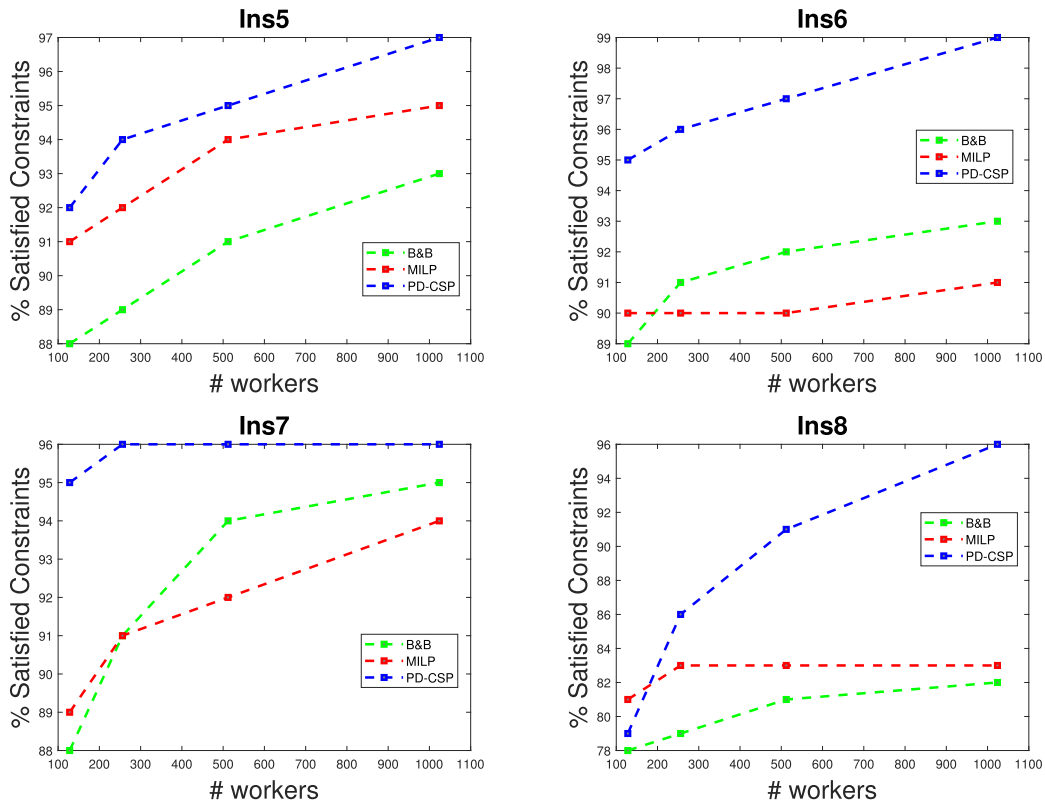 Ins5
97
96
95
94
93
92
91
90
89
88
% Satisfied Constraints
B&B
MILP
PD-CSP
100 200 300 400 500 600 700 800 900 1000 1100
# workers
Ins6
99
98
97
96
95
94
93
92
91
90
89
% Satisfied Constraints
B&B
MILP
PD-CSP
100 200 300 400 500 600 700 800 900 1000 1100
# workers
Ins7
96
95
94
93
92
91
90
89
88
% Satisfied Constraints
B&B
MILP
PD-CSP
100 200 300 400 500 600 700 800 900 1000 1100
# workers
Ins8
96
94
92
90
88
86
84
82
80
78
% Satisfied Constraints
B&B
MILP
PD-CSP
100 200 300 400 500 600 700 800 900 1000 1100
# workers